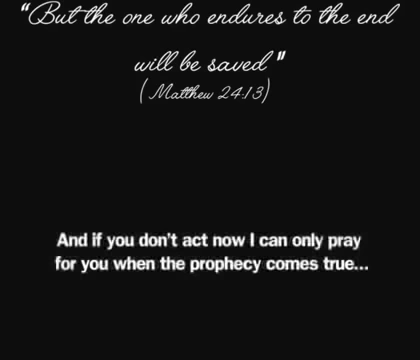 "But the one who endures to the end
will be saved"
(Matthew 24:13)
And if you don't act now I can only pray
for you when the prophecy comes true...